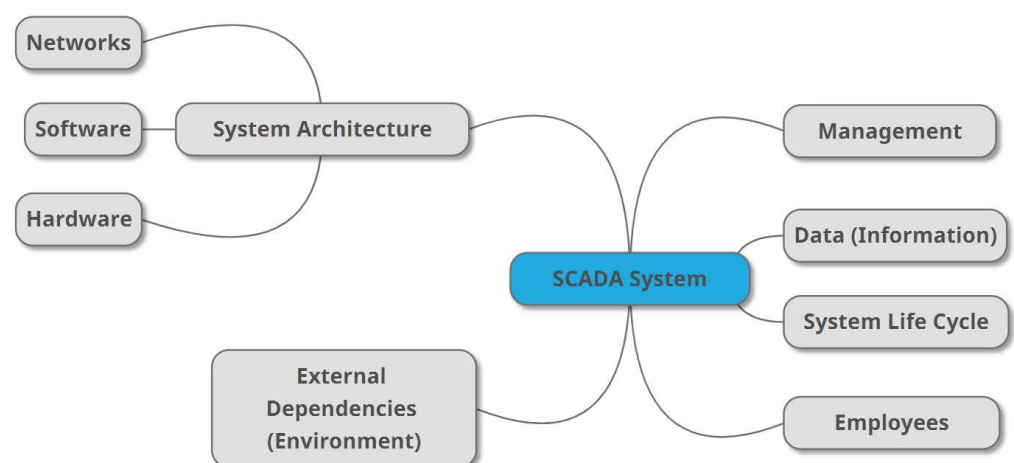 Networks
Software
System Architecture
Hardware
Management
Data (Information)
SCADA System
System Life Cycle
External
Dependencies
(Environment)
Employees